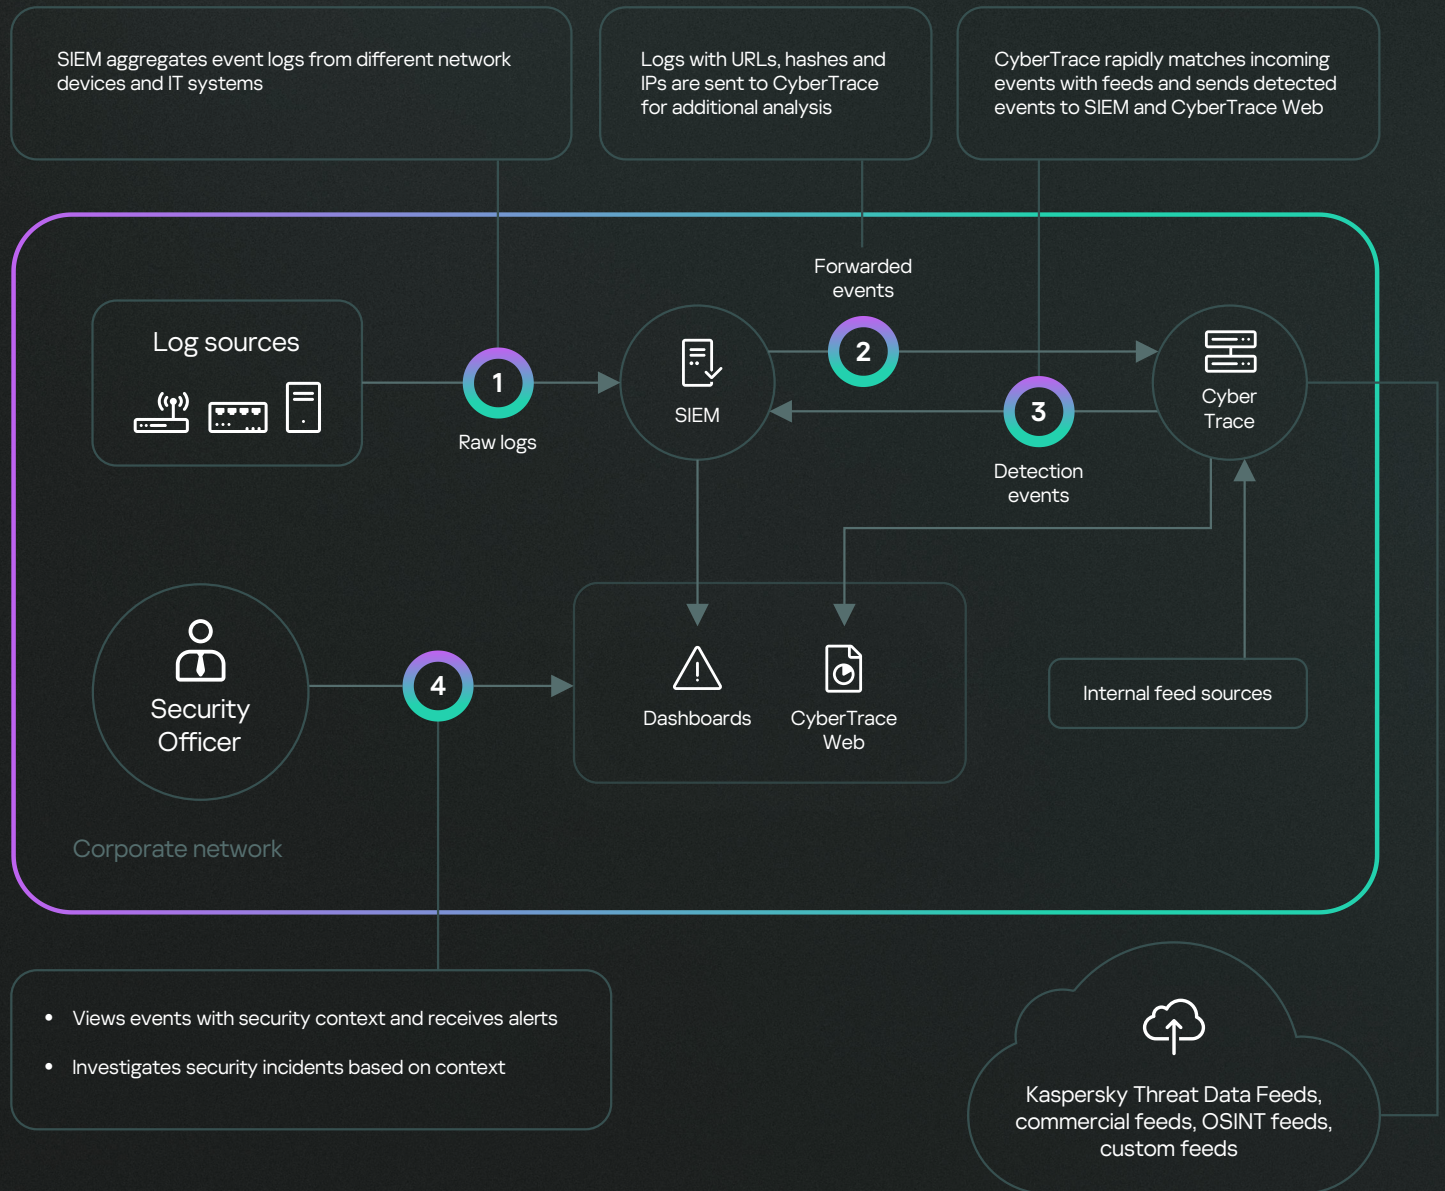 SIEM aggregates event logs from different network
devices and IT systems
Logs with URLs, hashes and
IPs are sent to CyberTrace
for additional analysis
CyberTrace rapidly matches incoming
events with feeds and sends detected
events to SIEM and CyberTrace Web
Forwarded
events
Log sources
1
Raw logs
SIEM
2
3
Detection
events
Cyber
Trace
Security
Officer
4
Dashboards
CyberTrace
Web
Internal feed sources
Corporate network
• Views events with security context and receives alerts
• Investigates security incidents based on context
Kaspersky Threat Data Feeds,
commercial feeds, OSINT feeds,
custom feeds